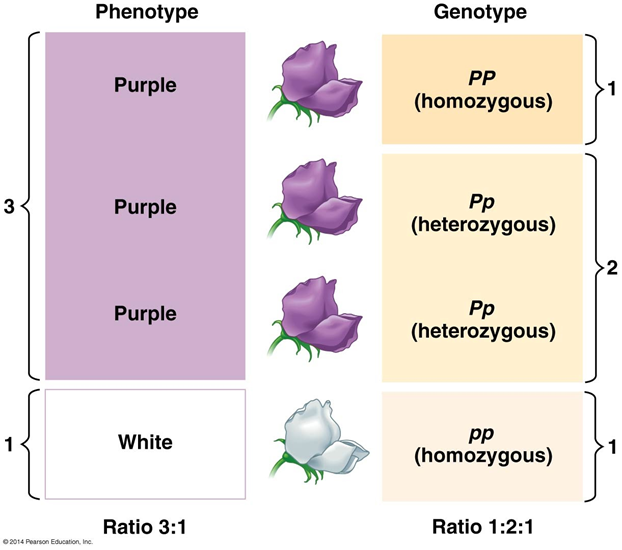 Phenotype
Genotype
Purple
PP
(homozygous)
1
3
Purple
Pp
(heterozygous)
2
Purple
Pp
(heterozygous)
1
White
pp
(homozygous)
1
Ratio 3:1
Ratio 1:2:1
© 2014 Pearson Education, Inc.